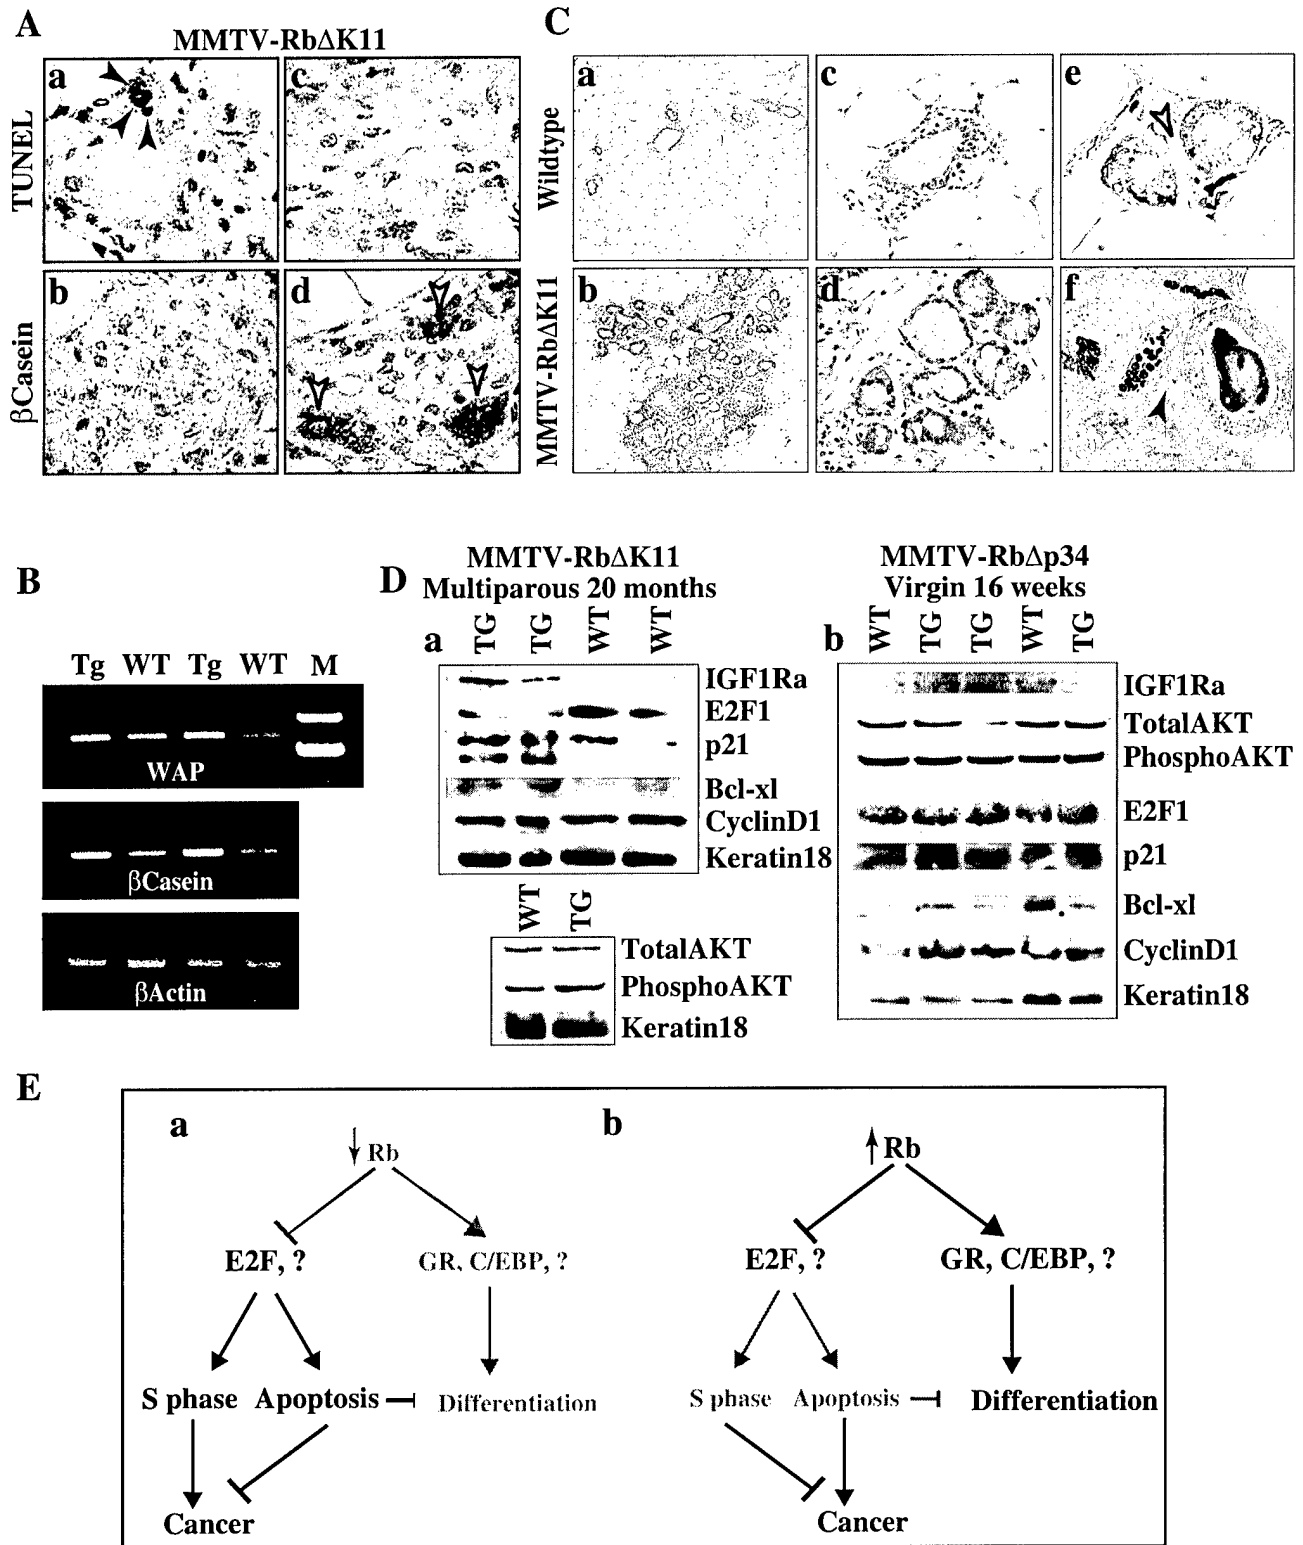 A
MMTV-RbΔK11
TUNEL
βCasein
a
c
b
d
C
Wildtype
MMTV-RbΔK11
a
c
e
b
d
f
B
Tg WT Tg WT M
WAP
βCasein
βActin
D
MMTV-RbΔK11
Multiparous 20 months
a
TG TG WT WT
IGF1Ra
E2F1
p21
Bcl-xl
CyclinD1
Keratin18
WT TG
TotalAKT
PhosphoAKT
Keratin18
MMTV-RbΔp34
Virgin 16 weeks
b
WT TG TG WT TG
IGF1Ra
TotalAKT
PhosphoAKT
E2F1
p21
Bcl-xl
CyclinD1
Keratin18
E
a
↓ Rb
E2F, ?
GR, C/EBP, ?
S phase Apoptosis Differentiation
Cancer
b
↑ Rb
E2F, ?
GR, C/EBP, ?
S phase Apoptosis Differentiation
Cancer